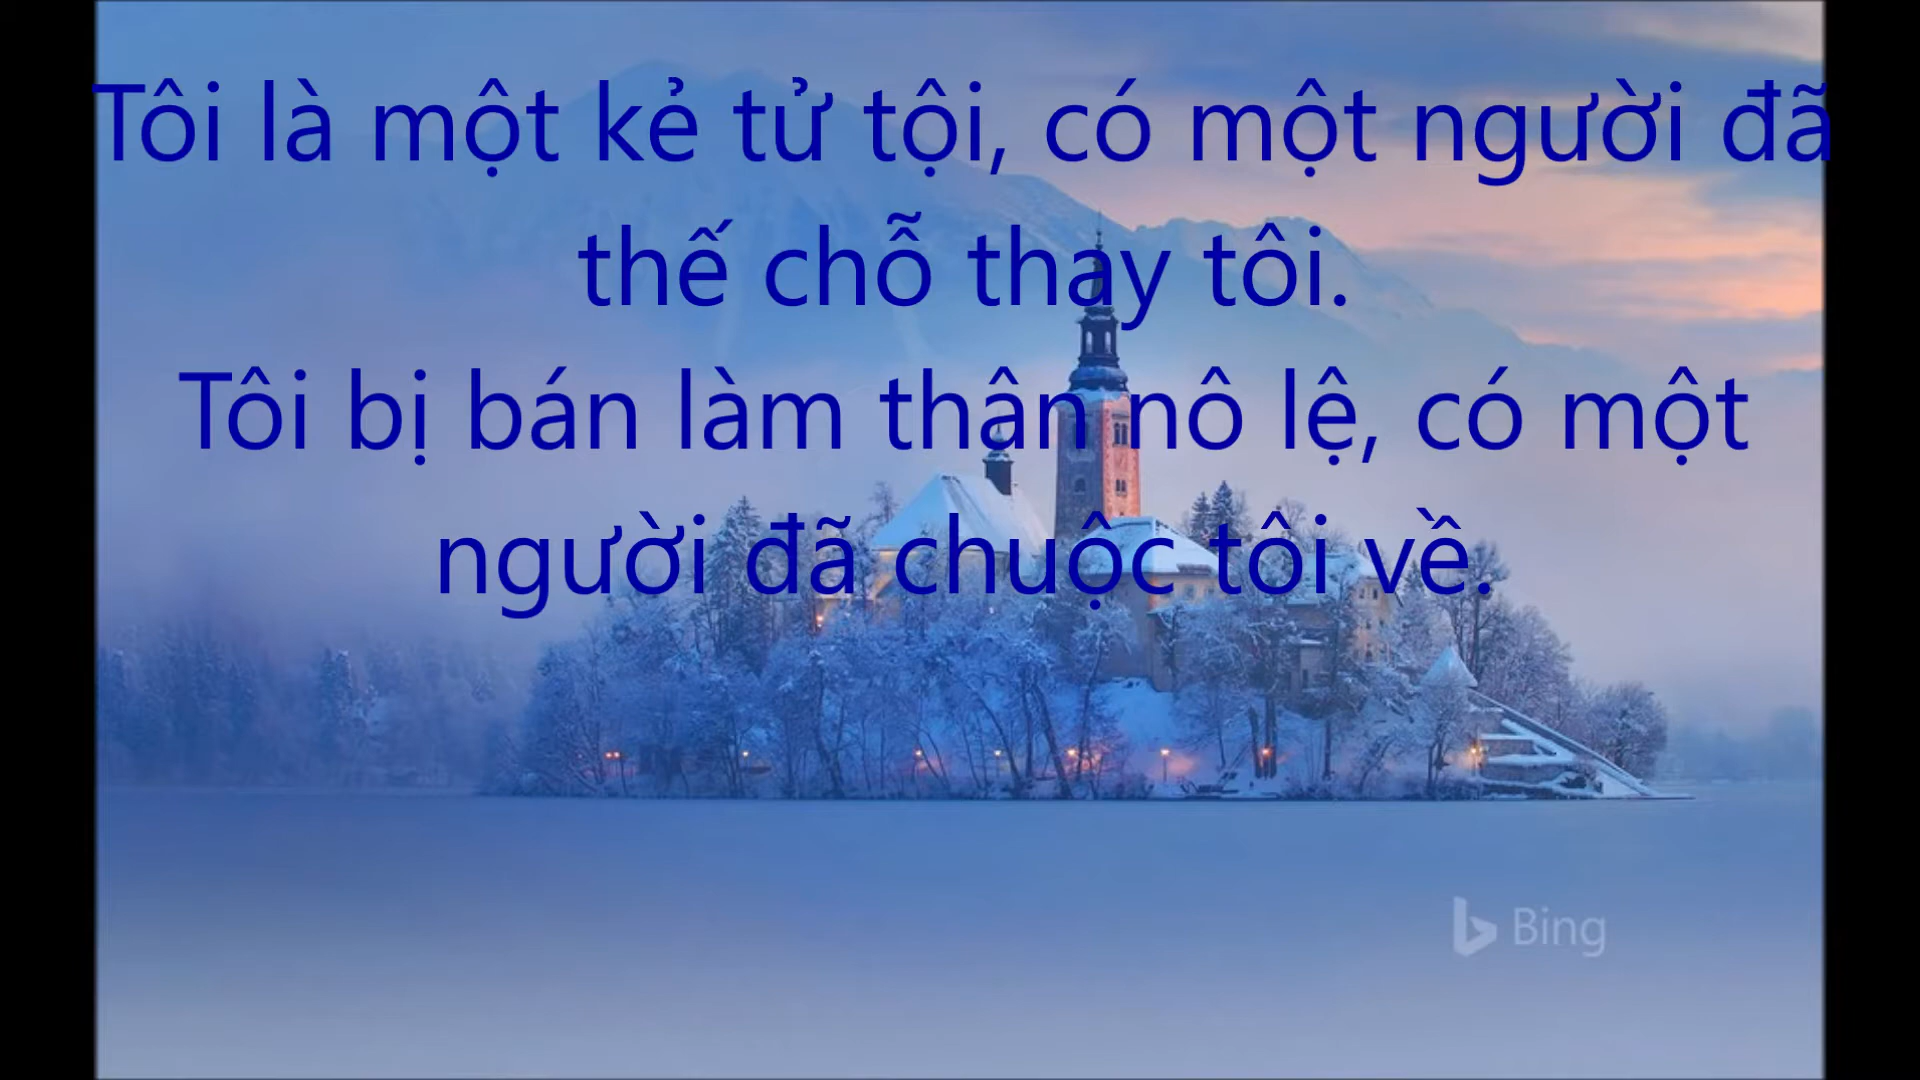 Tôi là một kẻ tử tội, có một người đã
thế chỗ thay tôi.
Tôi bị bán làm thân nô lệ, có một
người đã chuộc tôi về.
Bing